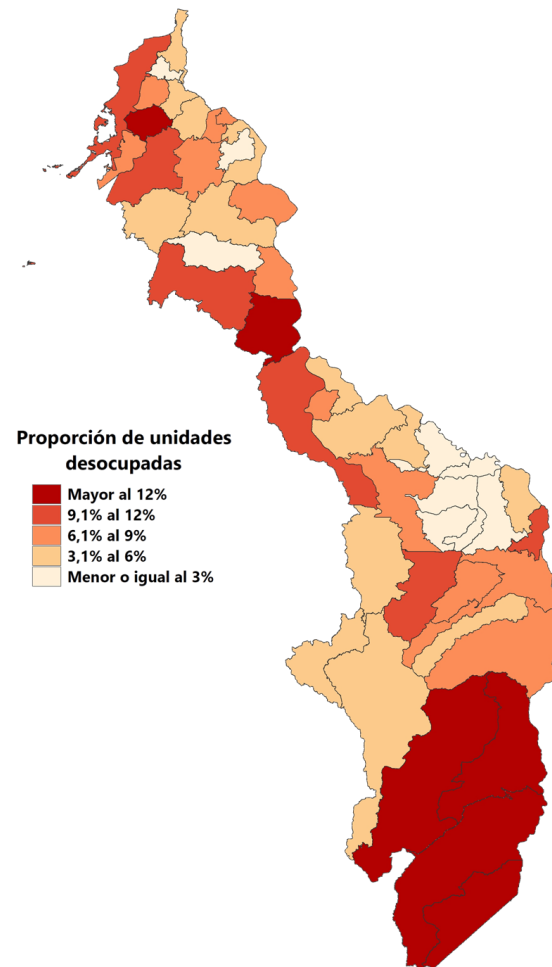 Proporción de unidades
desocupadas
Mayor al 12%
9,1% al 12%
6,1% al 9%
3,1% al 6%
Menor o igual al 3%